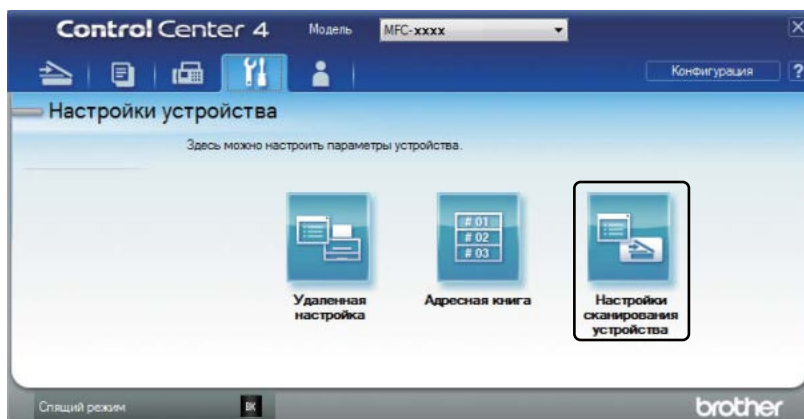 Control Center 4 Модель MFC-xxxx X
Конфигурация ?
Настройки устройства
Здесь можно настроить параметры устройства.
# 01
# 02
# 03
Удаленная
настройка
Адресная книга
Настройки
сканирования
устройства
Спящий режим BK brother